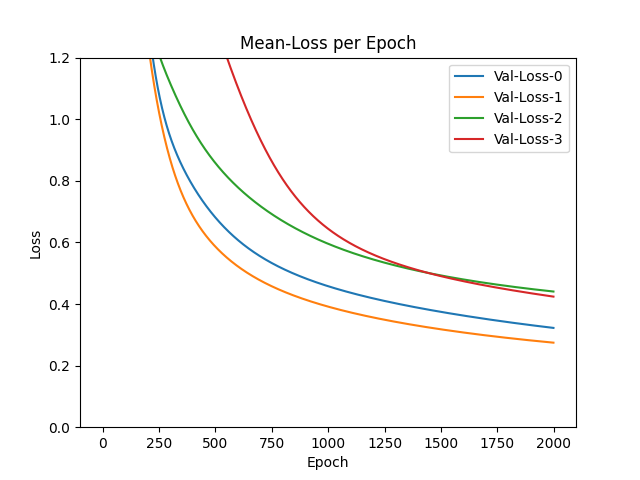 Mean-Loss per Epoch
Val-Loss-0
Val-Loss-1
Val-Loss-2
Val-Loss-3
1.2
1.0
0.8
0.6
0.4
0.2
0.0
Loss
0 250 500 750 1000 1250 1500 1750 2000
Epoch